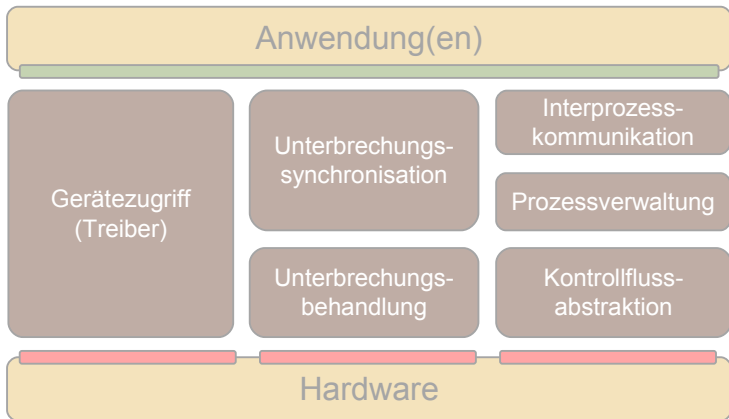 Anwendung(en)
Gerätezugriff
(Treiber)
Unterbrechungs-
synchronisation
Unterbrechungs-
behandlung
Interprozess-
kommunikation
Prozessverwaltung
Kontrollfluss-
abstraktion
Hardware